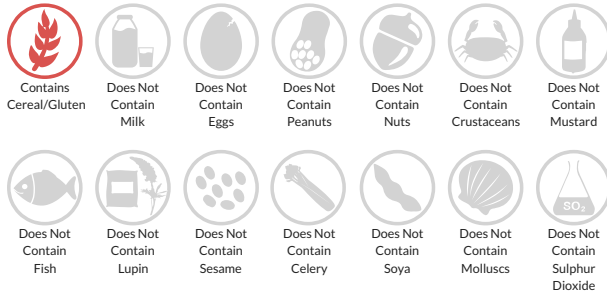 Contains
Cereal/Gluten
Does Not
Contain
Milk
Does Not
Contain
Eggs
Does Not
Contain
Peanuts
Does Not
Contain
Nuts
Does Not
Contain
Crustaceans
Does Not
Contain
Mustard
Does Not
Contain
Fish
Does Not
Contain
Lupin
Does Not
Contain
Sesame
Does Not
Contain
Celery
Does Not
Contain
Soya
Does Not
Contain
Molluscs
SO₂
Does Not
Contain
Sulphur
Dioxide